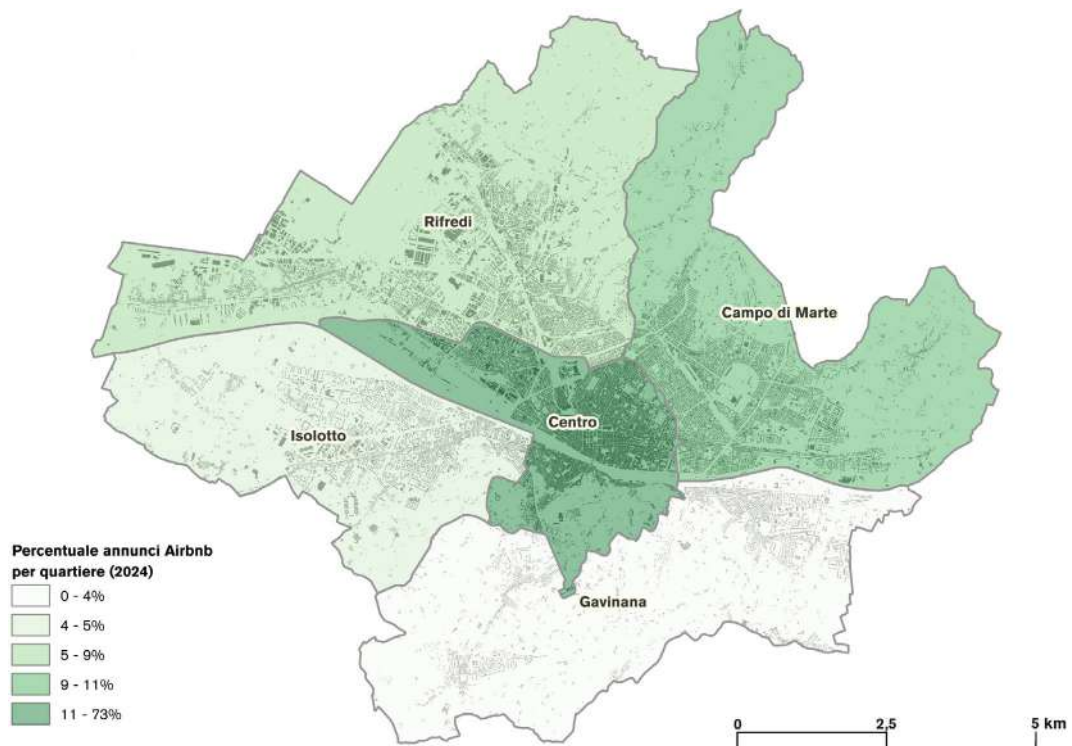 Rifredi
Campo di Marte
Centro
Isolotto
Gavinana
Percentuale annunci Airbnb
per quartiere (2024)
0 - 4%
4 - 5%
5 - 9%
9 - 11%
11 - 73%
0 2,5 5 km